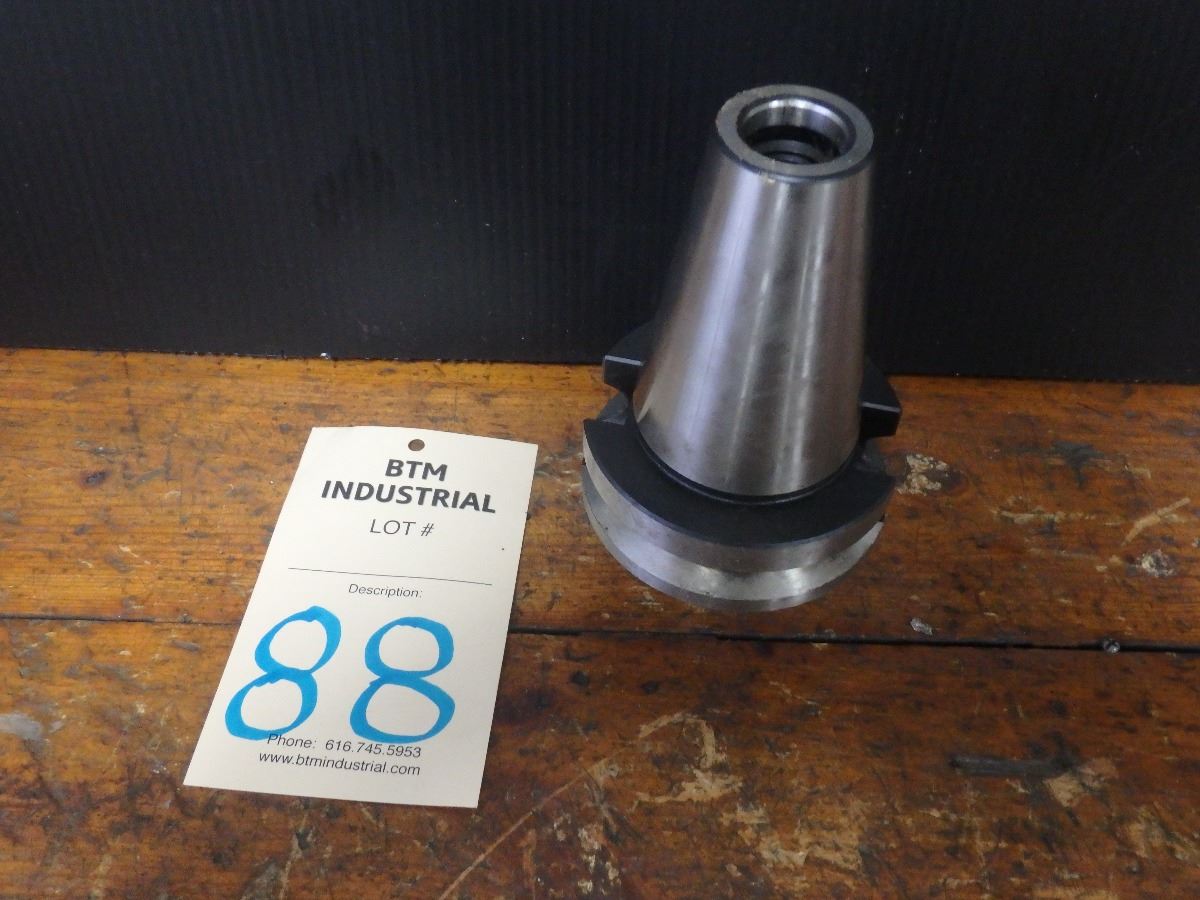 BTM
INDUSTRIAL
LOT #
Description:
88
Phone: 616.745.5953
www.btmindustrial.com